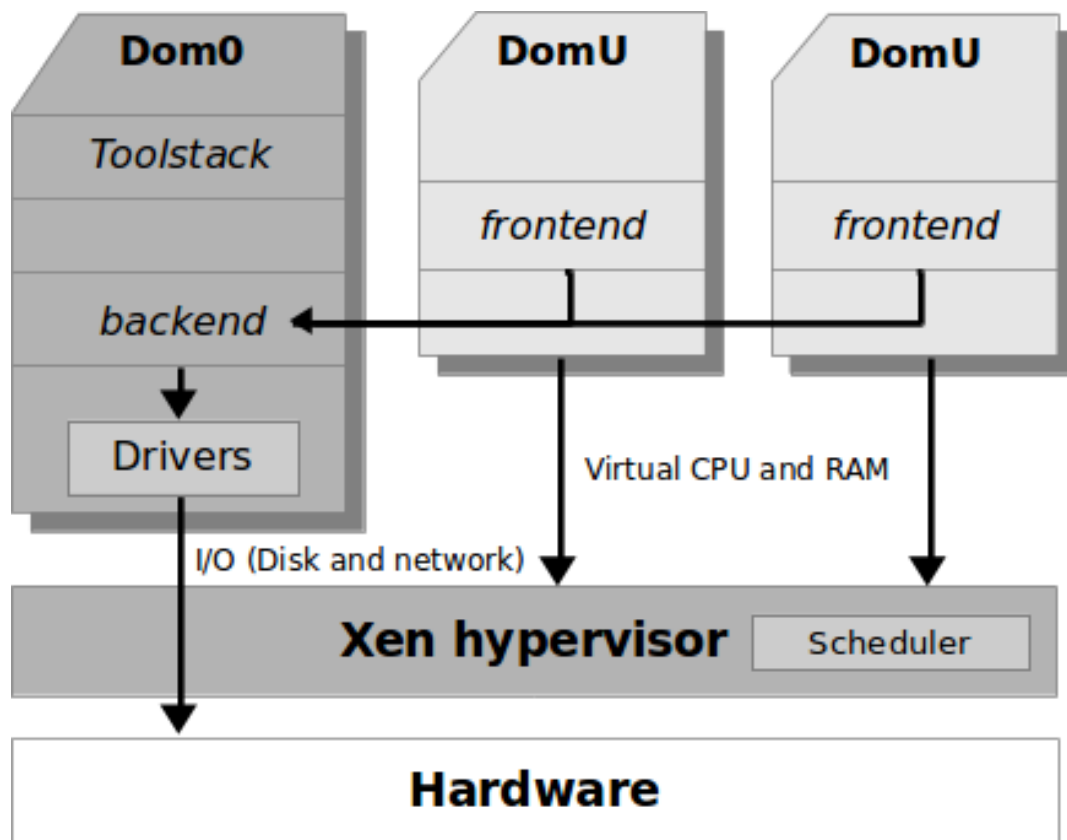 Dom0
DomU
DomU
Toolstack
frontend
frontend
backend
Drivers
Virtual CPU and RAM
I/O (Disk and network)
Xen hypervisor
Scheduler
Hardware